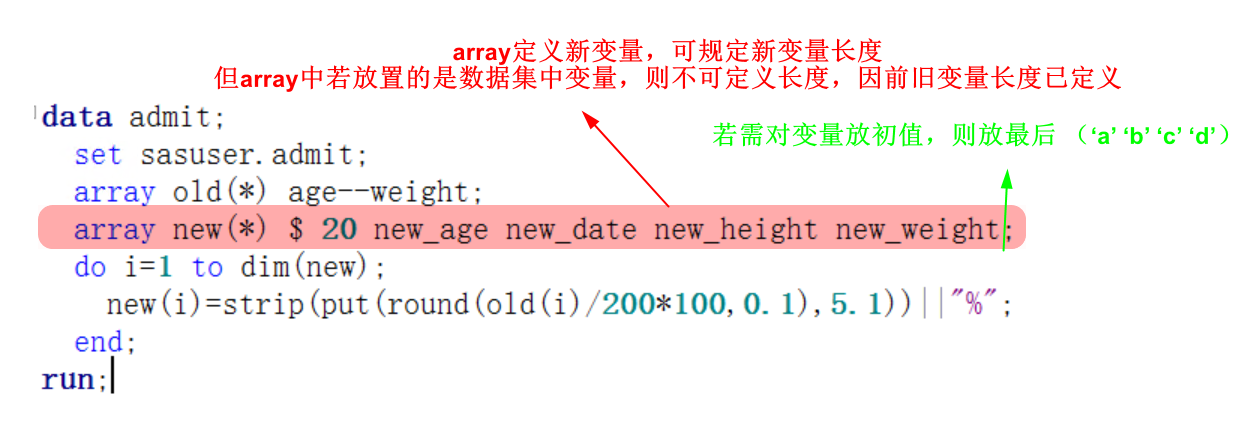 array定义新变量，可规定新变量长度
但array中若放置的是数据集中变量，则不可定义长度，因前旧变量长度已定义
若需对变量放初值，则放最后 （‘a’ ‘b’ ‘c’ ‘d’）
data admit;
set sasuser.admit;
array old(*) age--weight;
array new(*) $ 20 new_age new_date new_height new_weight;
do i=1 to dim(new);
new(i)=strip(put(round(old(i)/200*100,0.1),5.1))||"%";
end;
run;